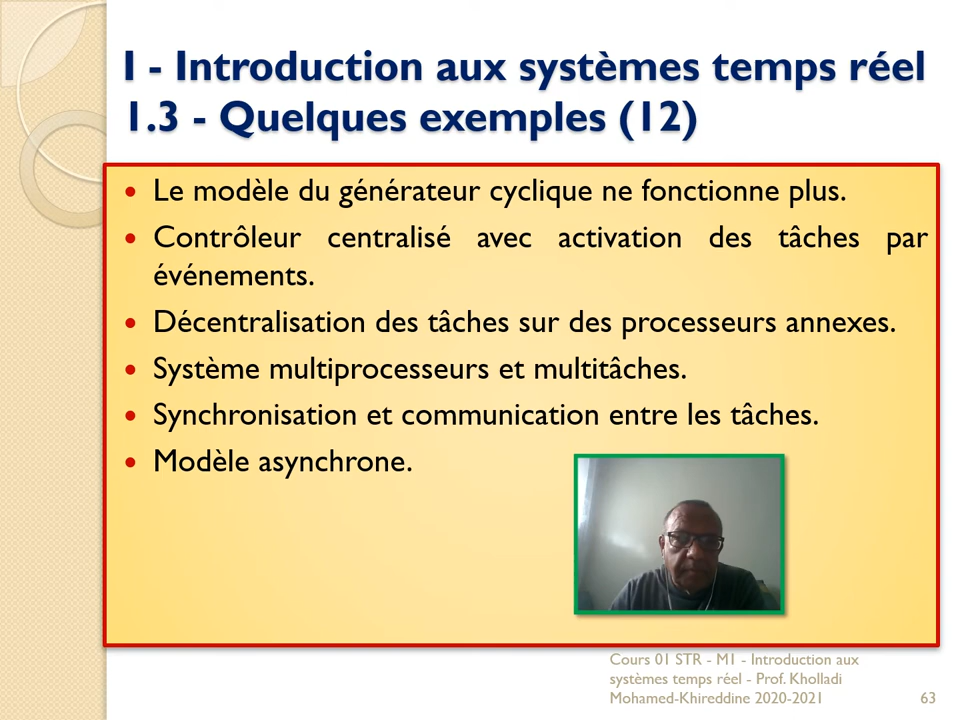 I - Introduction aux systèmes temps réel
1.3 - Quelques exemples (12)
• Le modèle du générateur cyclique ne fonctionne plus.
• Contrôleur centralisé avec activation des tâches par
événements.
• Décentralisation des tâches sur des processeurs annexes.
• Système multiprocesseurs et multitâches.
• Synchronisation et communication entre les tâches.
• Modèle asynchrone.
Cours 01 STR - M1 - Introduction aux
systèmes temps réel - Prof. Kholladi
Mohamed-Khireddine 2020-2021
63